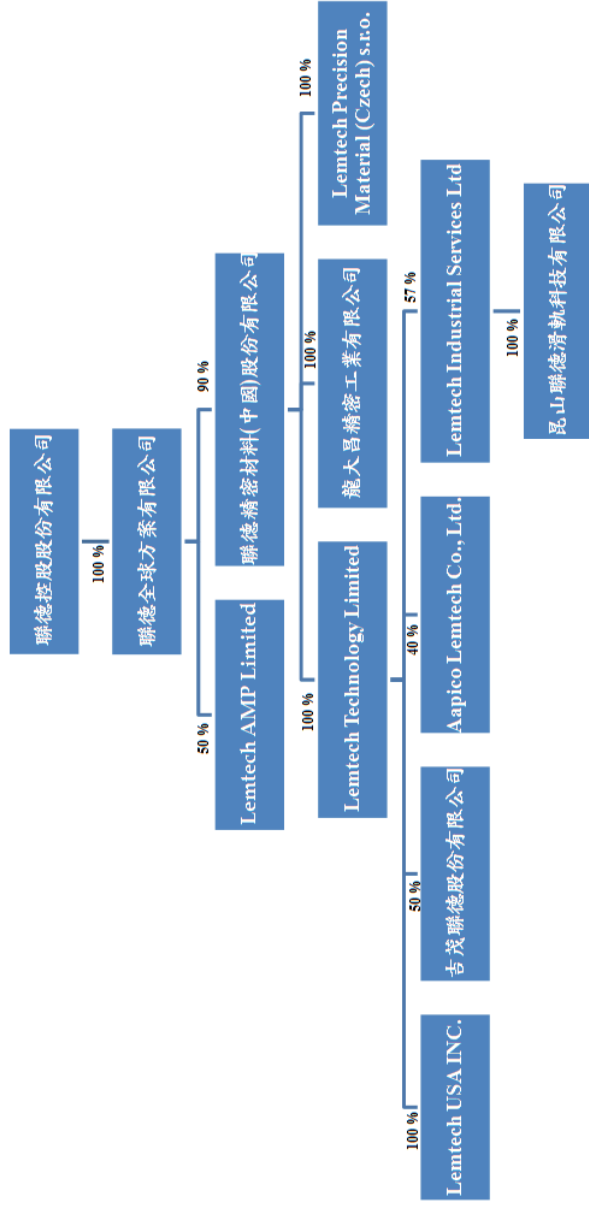 聯德控股股份有限公司
100 %
聯德全球方案有限公司
50 %
90 %
Lemtech AMP Limited
聯德精密材料(中國)股份有限公司
100 %
100 %
100 %
Lemtech Technology Limited
龍大昌精密工業有限公司
Lemtech Precision
Material (Czech) s.r.o.
100 %
50 %
40 %
57 %
Lemtech USA INC.
吉茂聯德股份有限公司
Aapico Lemtech Co., Ltd.
Lemtech Industrial Services Ltd
100 %
昆山聯德滑軌科技有限公司